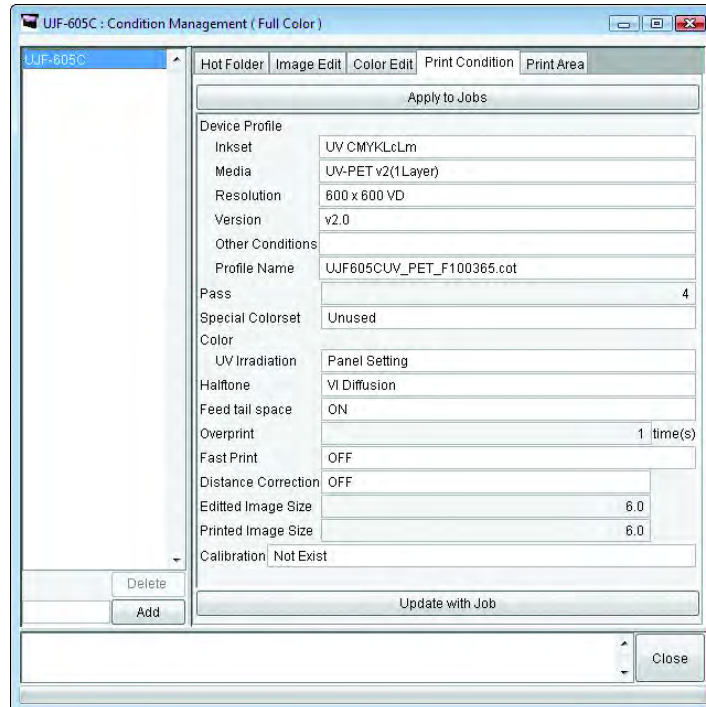 UJF-605C : Condition Management ( Full Color )
UJF-605C
Hot Folder Image Edit Color Edit Print Condition Print Area
Apply to Jobs
Device Profile
Inkset UV CMYKLcLm
Media UV-PET v2(1Layer)
Resolution 600 x 600 VD
Version v2.0
Other Conditions
Profile Name UJF605CUV_PET_F100365.cot
Pass 4
Special Colorset Unused
Color
UV Irradiation Panel Setting
Halftone VI Diffusion
Feed tail space ON
Overprint 1 time(s)
Fast Print OFF
Distance Correction OFF
Editted Image Size 6.0
Printed Image Size 6.0
Calibration Not Exist
Delete
Add
Update with Job
Close